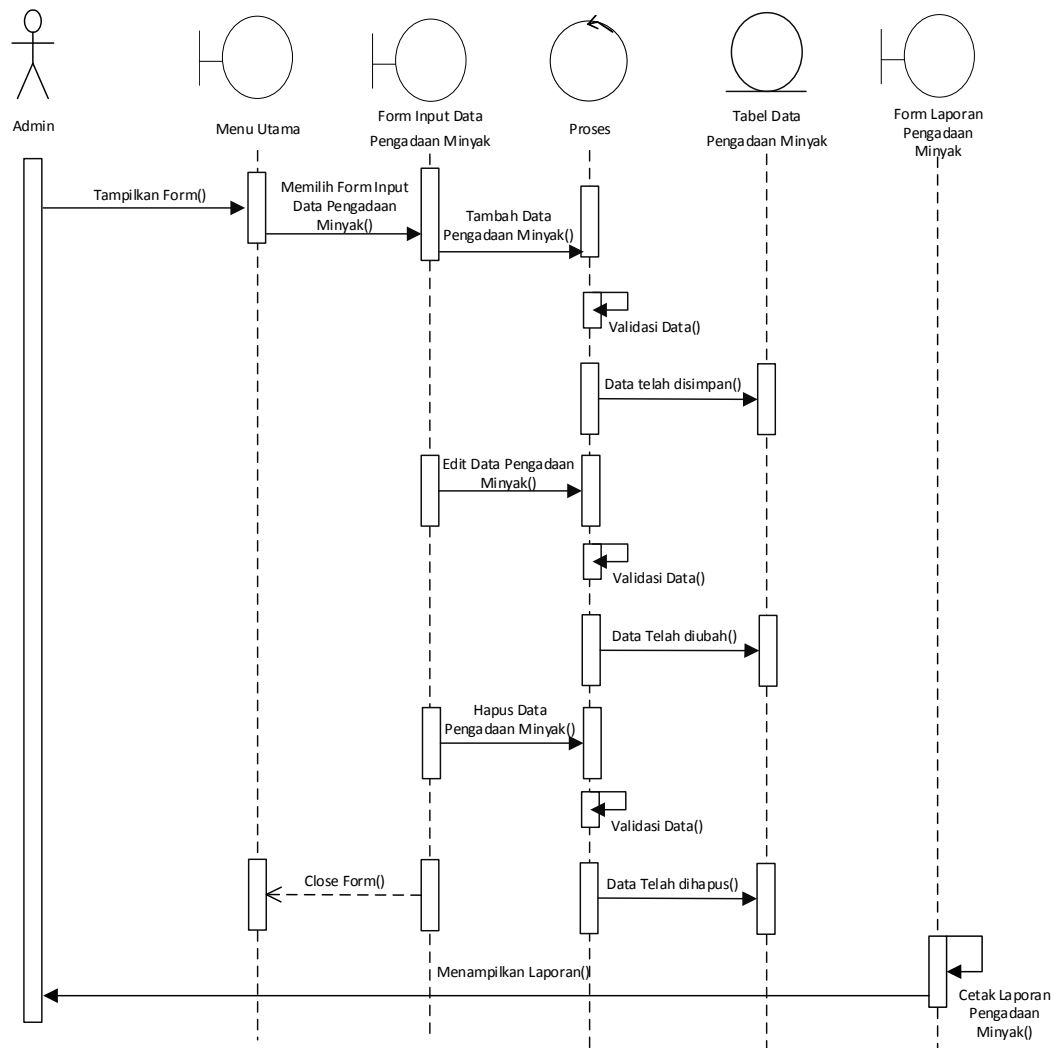 Admin
Menu Utama
Form Input Data
Pengadaan Minyak
Proses
Tabel Data
Pengadaan Minyak
Form Laporan
Pengadaan
Minyak
Tampilkan Form()
Memilih Form Input
Data Pengadaan
Minyak()
Tambah Data
Pengadaan Minyak()
Validasi Data()
Data telah disimpan()
Edit Data Pengadaan
Minyak()
Validasi Data()
Data Telah diubah()
Hapus Data
Pengadaan Minyak()
Validasi Data()
Close Form()
Data Telah dihapus()
Menampilkan Laporan()
Cetak Laporan
Pengadaan
Minyak()